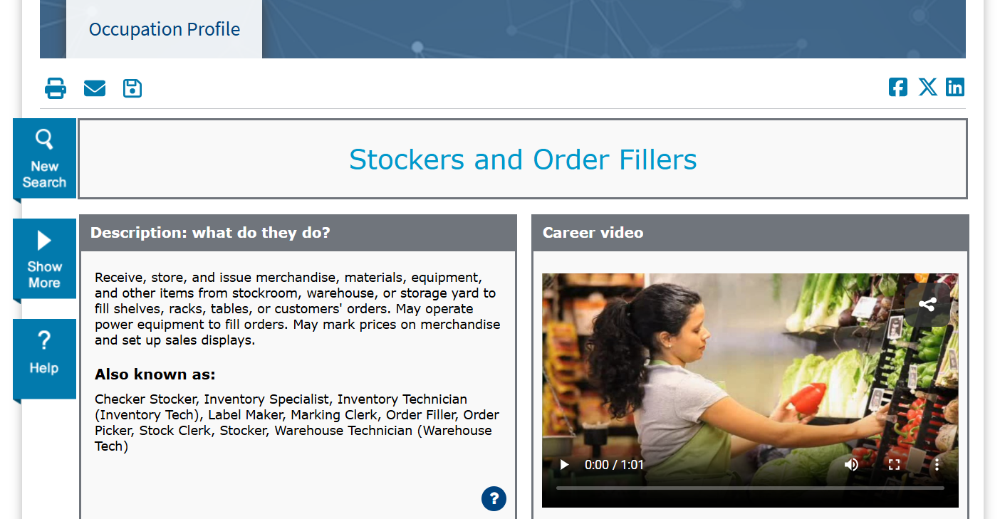 Occupation Profile
New
Search
Stockers and Order Fillers
Show
More
?
Help
Description: what do they do?
Receive, store, and issue merchandise, materials, equipment,
and other items from stockroom, warehouse, or storage yard to
fill shelves, racks, tables, or customers' orders. May operate
power equipment to fill orders. May mark prices on merchandise
and set up sales displays.
Also known as:
Checker Stocker, Inventory Specialist, Inventory Technician
(Inventory Tech), Label Maker, Marking Clerk, Order Filler, Order
Picker, Stock Clerk, Stocker, Warehouse Technician (Warehouse
Tech)
?
Career video
0:00 / 1:01